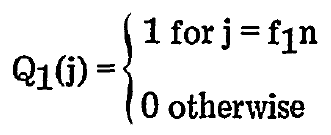 Q₁(j) = { 1 for j = f₁n
0 otherwise